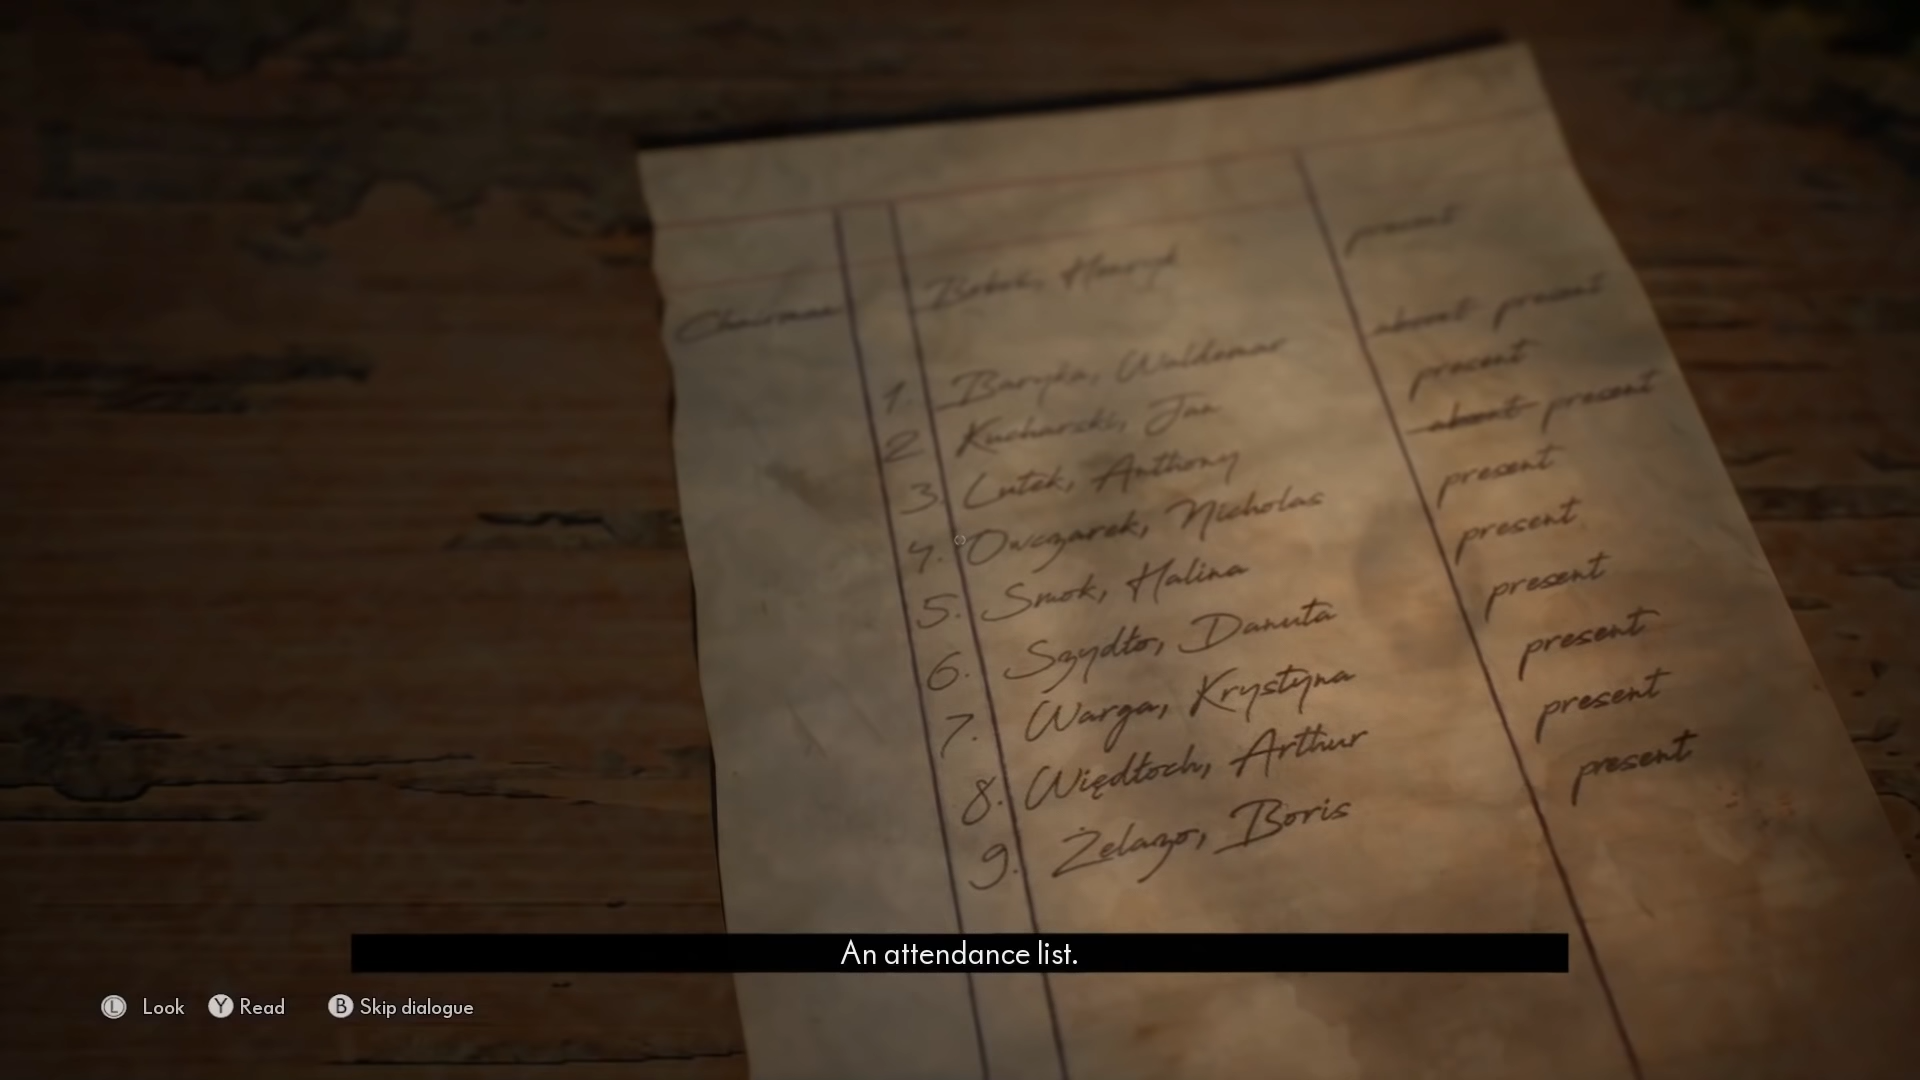 Chairman Bobek, Henryk present
1. Baryka, Waldemar absent present
2. Kucharski, Jan present
3. Lutek, Anthony absent present
4. Owczarek, Nicholas present
5. Smok, Halina present
6. Szydło, Danuta present
7. Warga, Krystyna present
8. Więdłoch, Arthur present
9. Żelazo, Boris present
An attendance list.
L Look Y Read B Skip dialogue